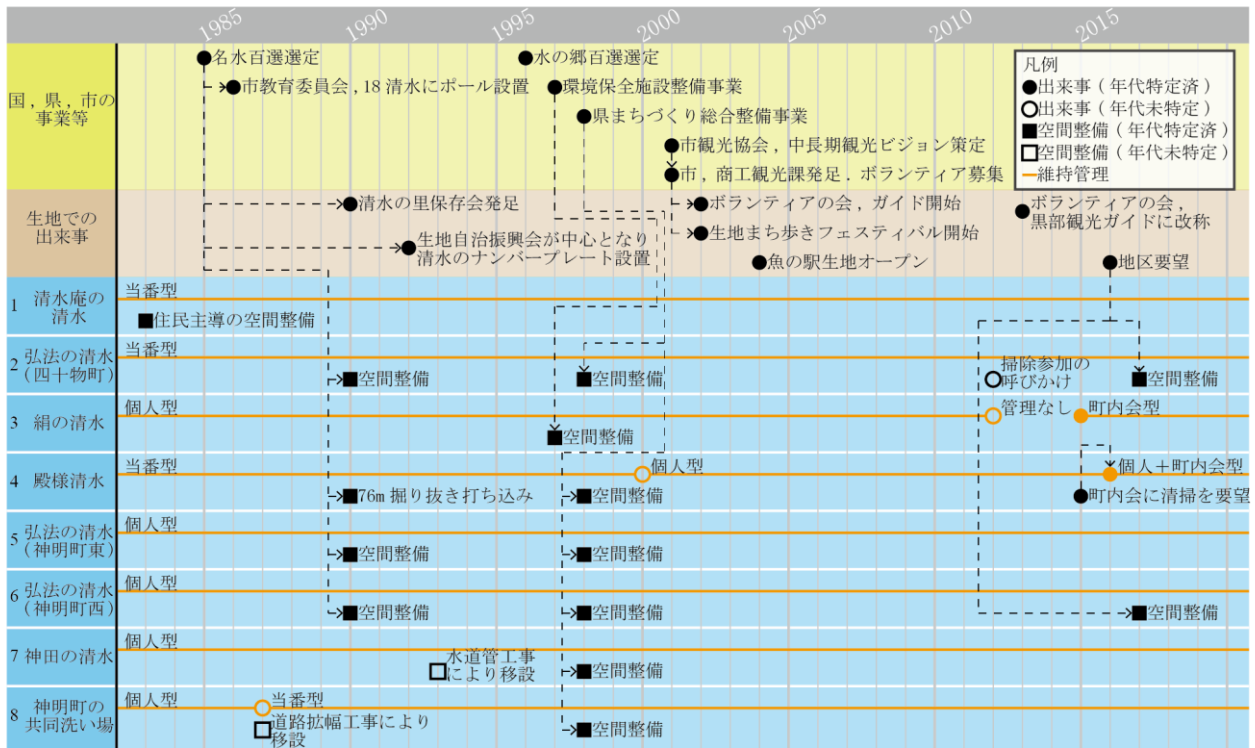 1985 1990 1995 2000 2005 2010 2015
国, 県, 市の
事業等
名水百選選定
水の郷百選選定
市教育委員会, 18 清水にポール設置
環境保全施設整備事業
県まちづくり総合整備事業
市観光協会, 中長期観光ビジョン策定
市, 商工観光課発足. ボランティア募集
凡例
出来事 ( 年代特定済 )
出来事 ( 年代未特定 )
空間整備 ( 年代特定済 )
空間整備 ( 年代未特定 )
維持管理
生地での
出来事
清水の里保存会発足
生地自治振興会が中心となり
清水のナンバープレート設置
ボランティアの会, ガイド開始
生地まち歩きフェスティバル開始
魚の駅生地オープン
ボランティアの会,
黒部観光ガイドに改称
地区要望
1 清水庵の
清水
当番型
住民主導の空間整備
2 弘法の清水
(四十物町)
当番型
空間整備
空間整備
掃除参加の
呼びかけ
空間整備
3 絹の清水
個人型
空間整備
管理なし
町内会型
4 殿様清水
当番型
76m 掘り抜き打ち込み
空間整備
個人型
個人+町内会型
町内会に清掃を要望
5 弘法の清水
(神明町東)
個人型
空間整備
空間整備
6 弘法の清水
(神明町西)
個人型
空間整備
空間整備
空間整備
7 神田の清水
個人型
水道管工事
により移設
空間整備
8 神明町の
共同洗い場
個人型
当番型
道路拡幅工事により
移設
空間整備